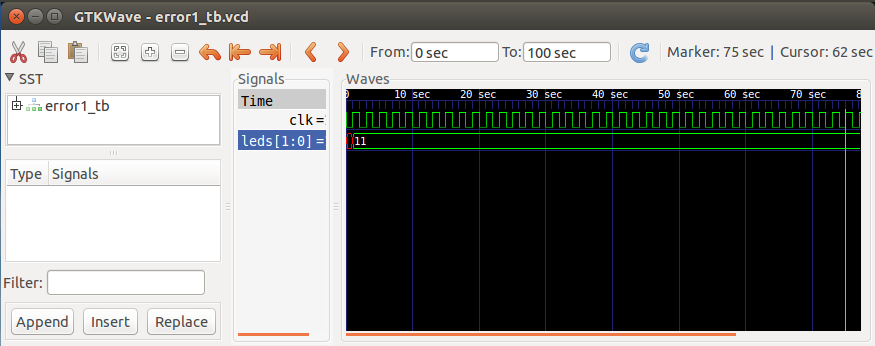 GTKWave - error1_tb.vcd
From: 0 sec To: 100 sec Marker: 75 sec | Cursor: 62 sec
SST
error1_tb
Type Signals
Filter:
Append Insert Replace
Signals
Time
clk =
leds[1:0] =
Waves
0 10 sec 20 sec 30 sec 40 sec 50 sec 60 sec 70 sec 8
11